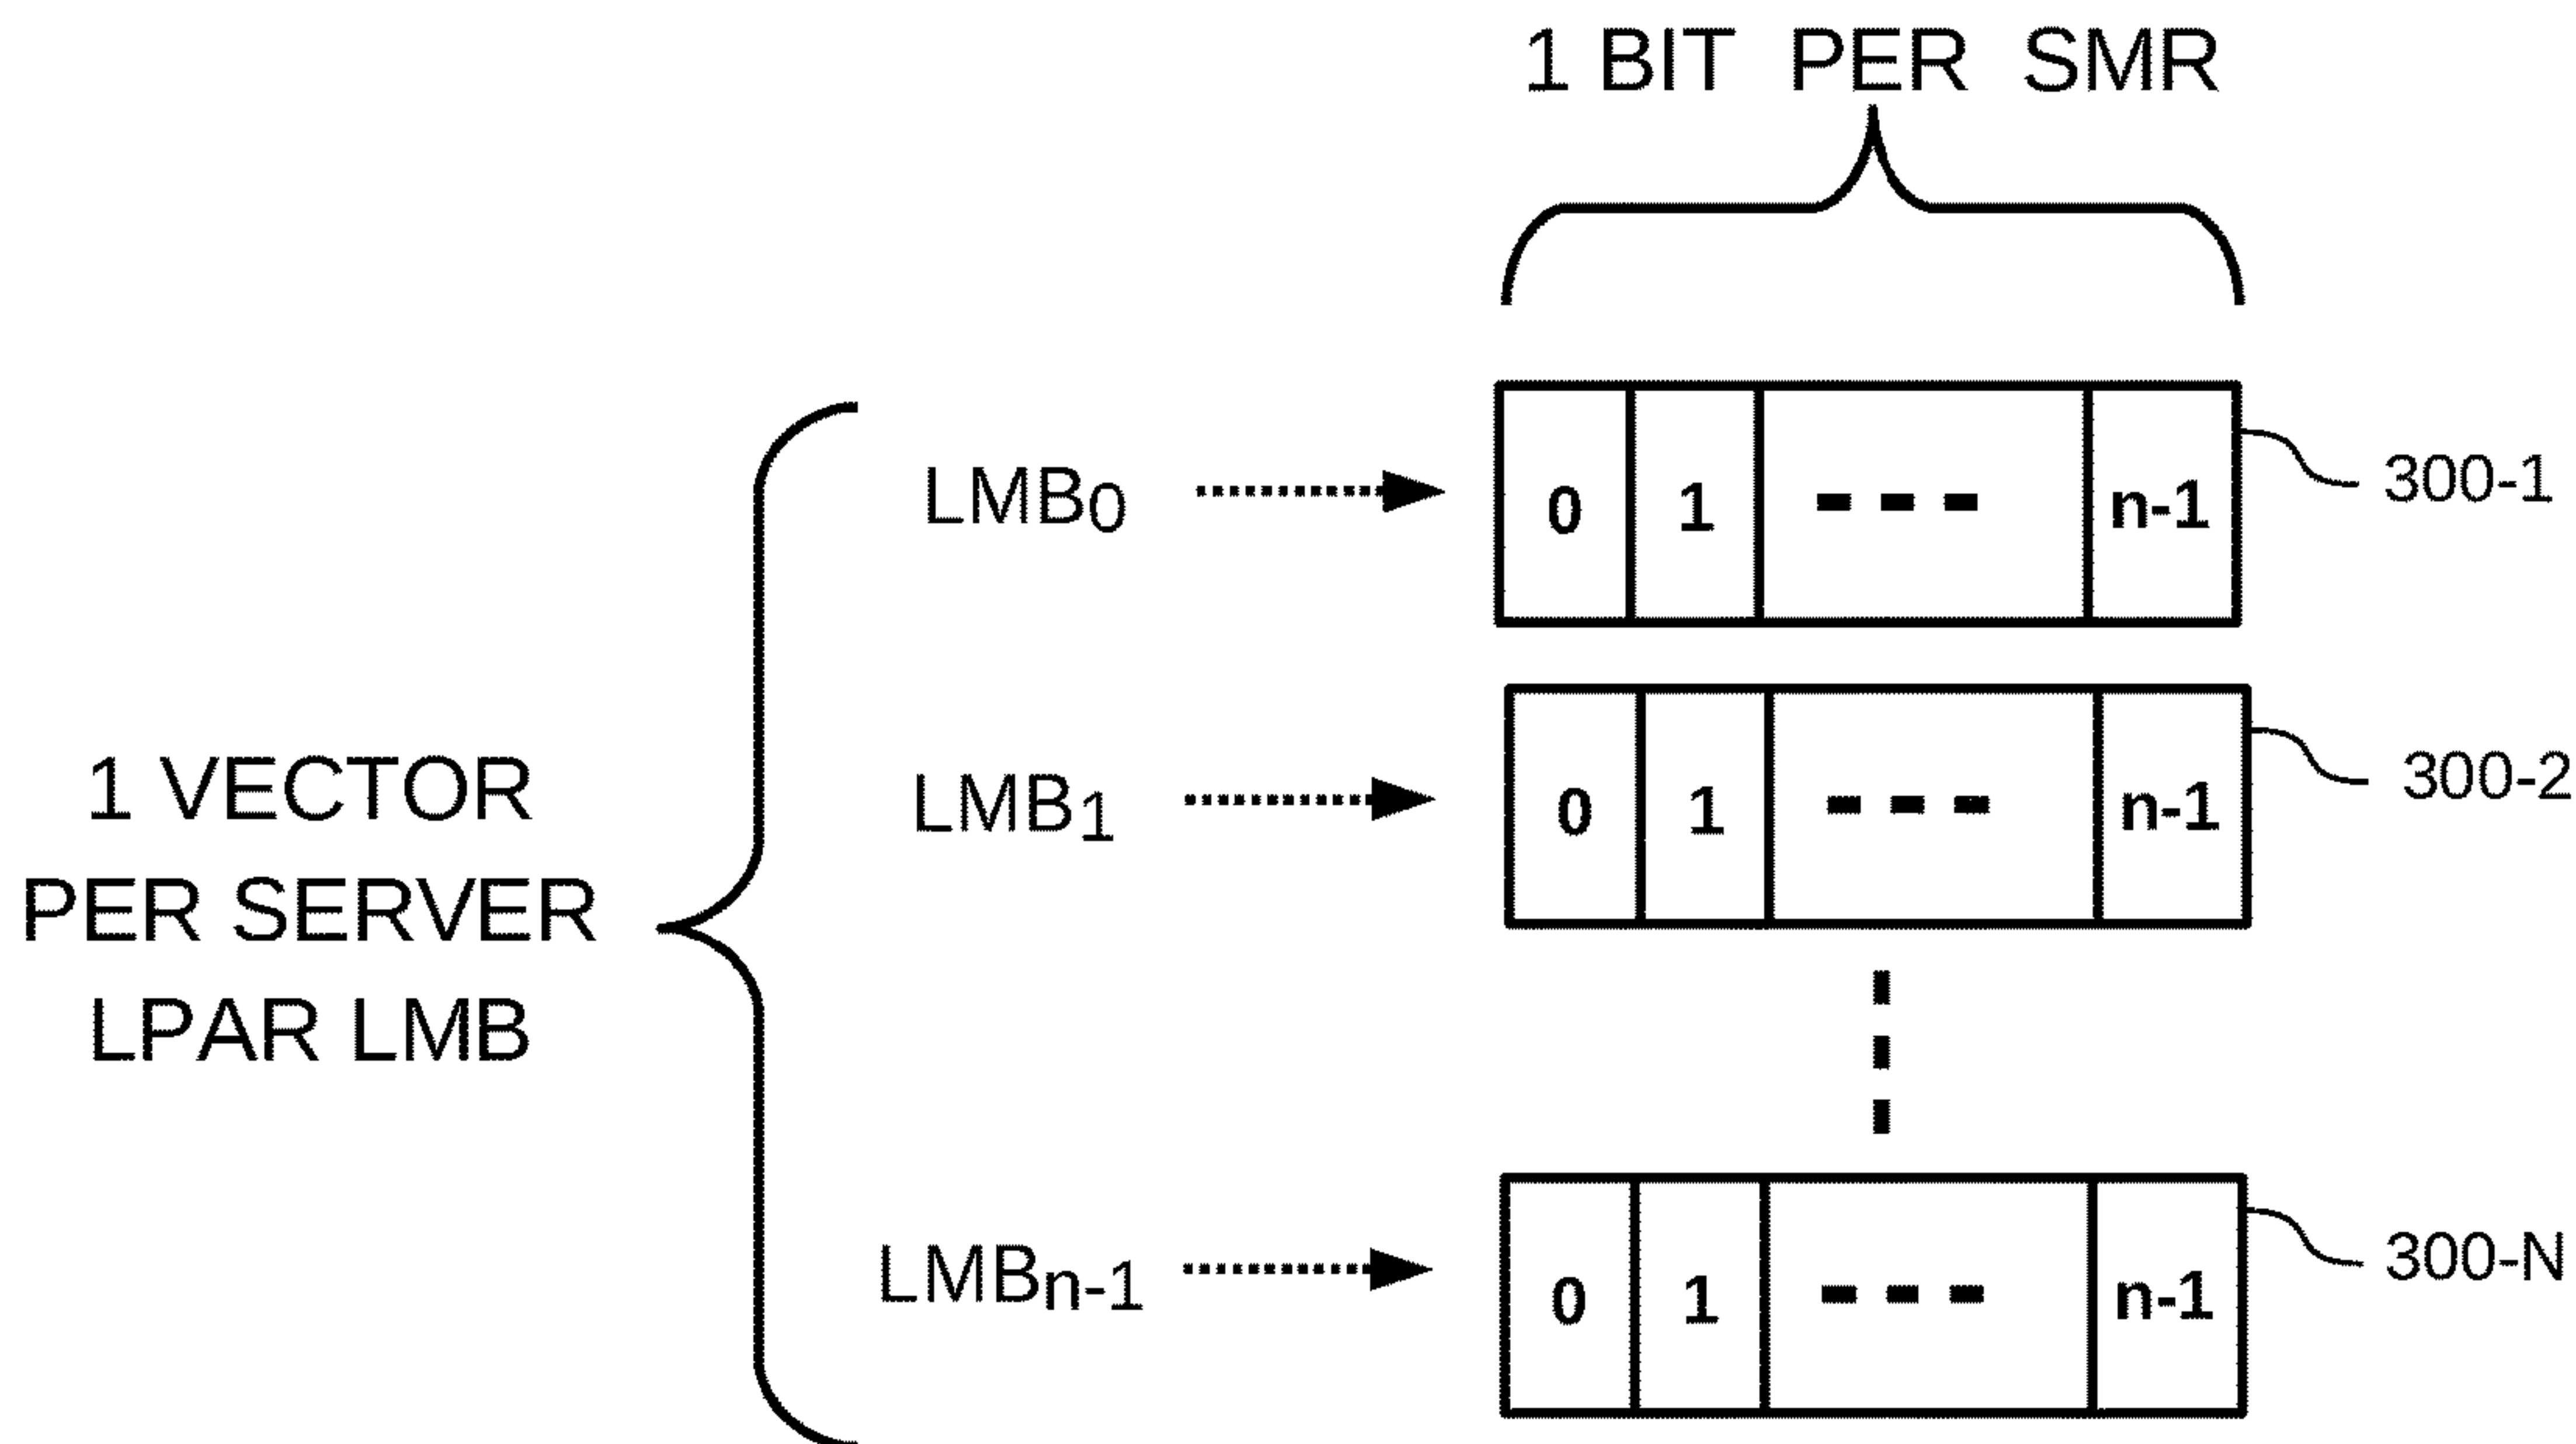 1 BIT PER SMR
LMB0 0 1 --- n-1 300-1
1 VECTOR
PER SERVER
LPAR LMB
LMB1 0 1 --- n-1 300-2
LMBn-1 0 1 --- n-1 300-N